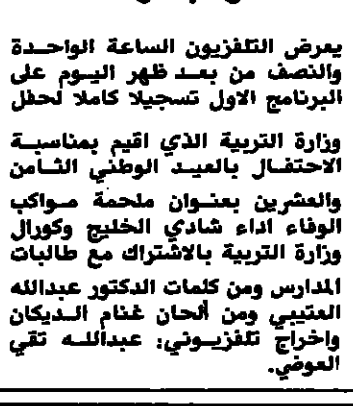 يعرض التلفزيون الساعة الواحدة
والنصف من بعد ظهر اليوم على
البرنامج الاول تسجيلا كاملا لحفل
وزارة التربية الذي اقيم بمناسبة
الاحتفال بالعيد الوطني الثامن
والعشرين بعنوان ملحمة مواكب
الوفاء اداء شادي الخليج وكورال
وزارة التربية بالاشتراك مع طالبات
المدارس ومن كلمات الدكتور عبدالله
العتيبي ومن ألحان غنام الديكان
واخراج تلفزيوني: عبدالله تقي
العوضي.